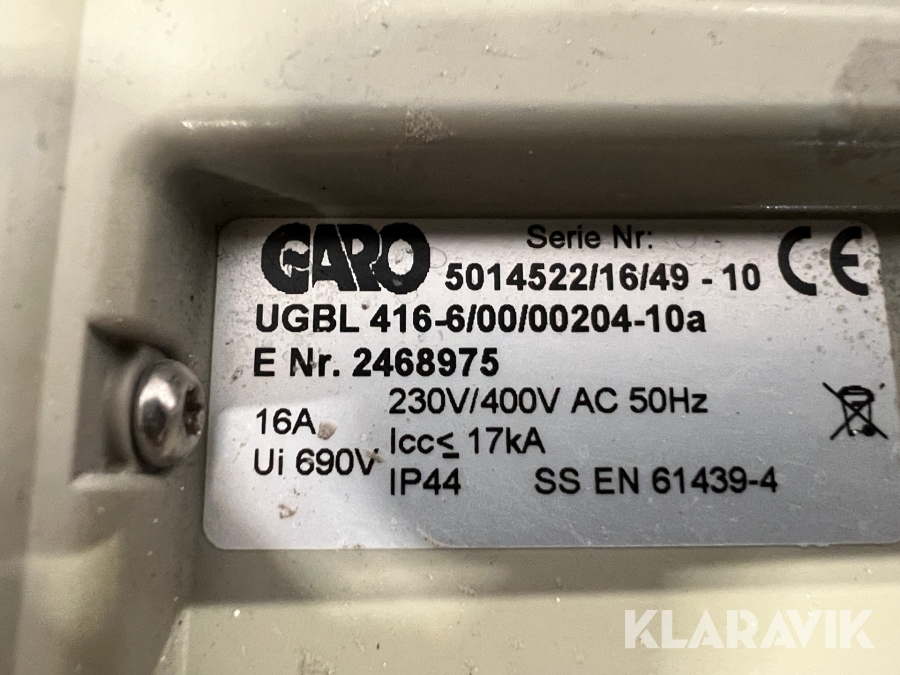 GARO
Serie Nr:
5014522/16/49 - 10
CE
UGBL 416-6/00/00204-10a
E Nr. 2468975
16A
230V/400V AC 50Hz
Ui 690V
Icc≤ 17kA
IP44 SS EN 61439-4
KLARAVIK